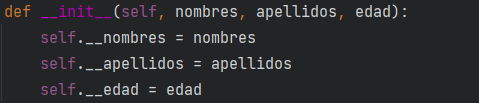 def __init__(self, nombres, apellidos, edad):
    self.__nombres = nombres
    self.__apellidos = apellidos
    self.__edad = edad